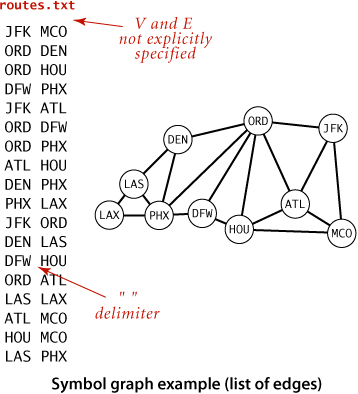 routes.txt
V and E
not explicitly
specified
JFK MCO
ORD DEN
ORD HOU
DFW PHX
JFK ATL
ORD DFW
ORD PHX
ATL HOU
DEN PHX
PHX LAX
JFK ORD
DEN LAS
DFW HOU
ORD ATL
LAS LAX
ATL MCO
HOU MCO
LAS PHX
" "
delimiter
ORD
JFK
DEN
LAS
LAX
PHX
DFW
HOU
ATL
MCO
Symbol graph example (list of edges)